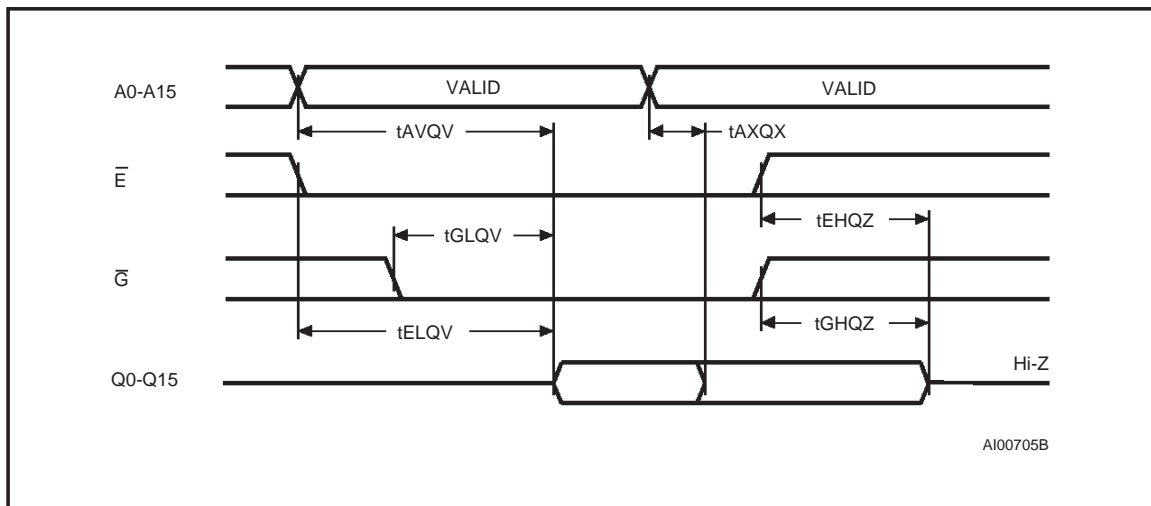 A0-A15
VALID
VALID
tAVQV
tAXQX
E̅
tEHQZ
tGLQV
G̅
tGHQZ
tELQV
Hi-Z
Q0-Q15
AI00705B